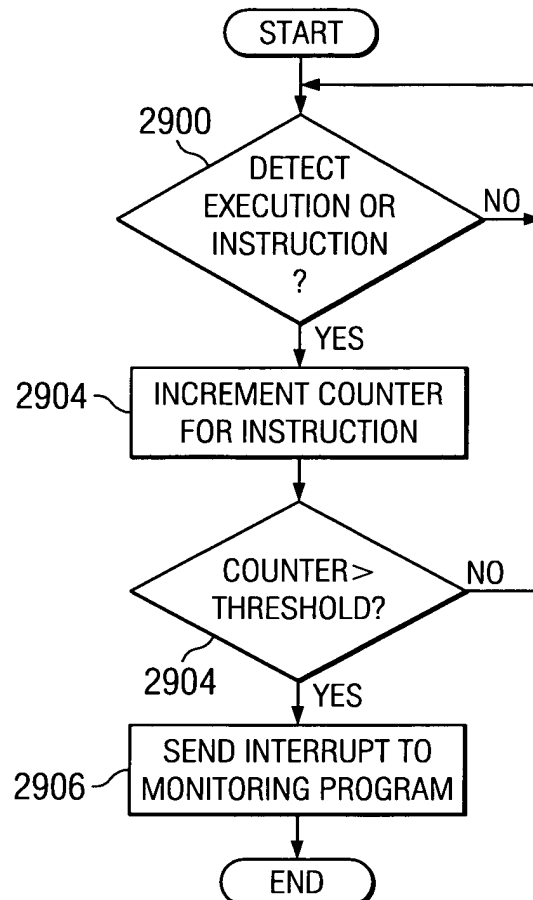 START
2900
DETECT
EXECUTION OR
INSTRUCTION
?
NO
YES
2904
INCREMENT COUNTER
FOR INSTRUCTION
COUNTER>
THRESHOLD?
NO
2904
YES
2906
SEND INTERRUPT TO
MONITORING PROGRAM
END